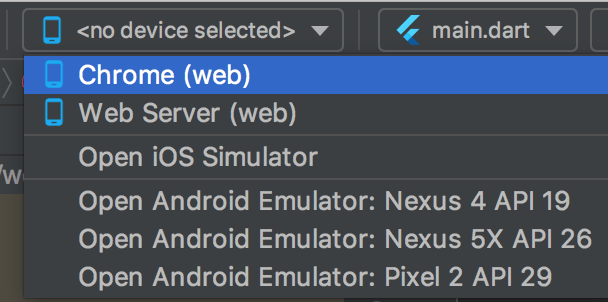 <no device selected>
main.dart
Chrome (web)
Web Server (web)
Open iOS Simulator
Open Android Emulator: Nexus 4 API 19
Open Android Emulator: Nexus 5X API 26
Open Android Emulator: Pixel 2 API 29